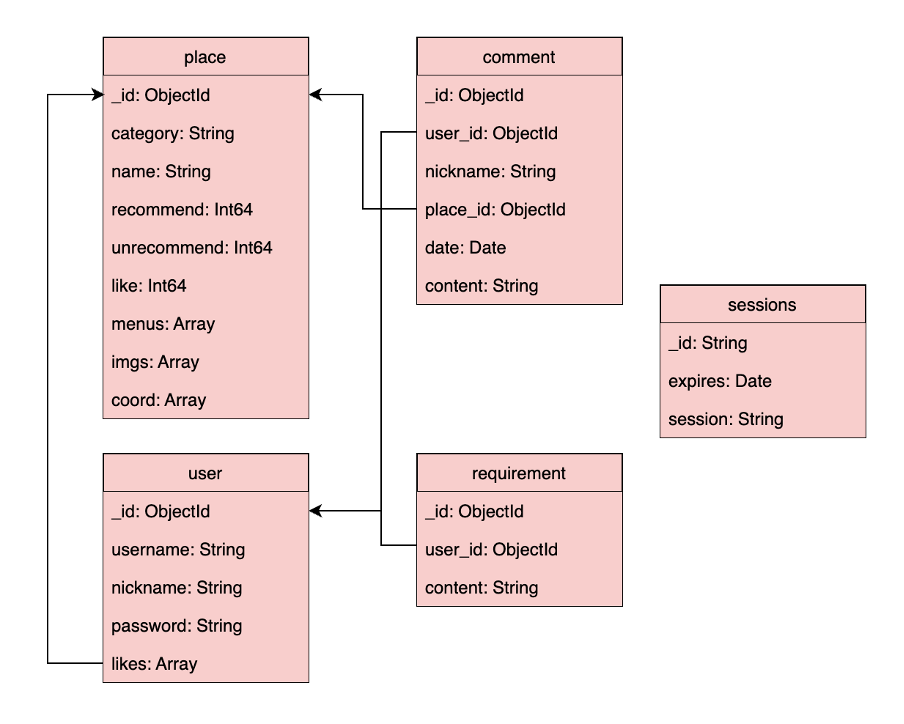 place
_id: ObjectId
category: String
name: String
recommend: Int64
unrecommend: Int64
like: Int64
menus: Array
imgs: Array
coord: Array
comment
_id: ObjectId
user_id: ObjectId
nickname: String
place_id: ObjectId
date: Date
content: String
sessions
_id: String
expires: Date
session: String
user
_id: ObjectId
username: String
nickname: String
password: String
likes: Array
requirement
_id: ObjectId
user_id: ObjectId
content: String